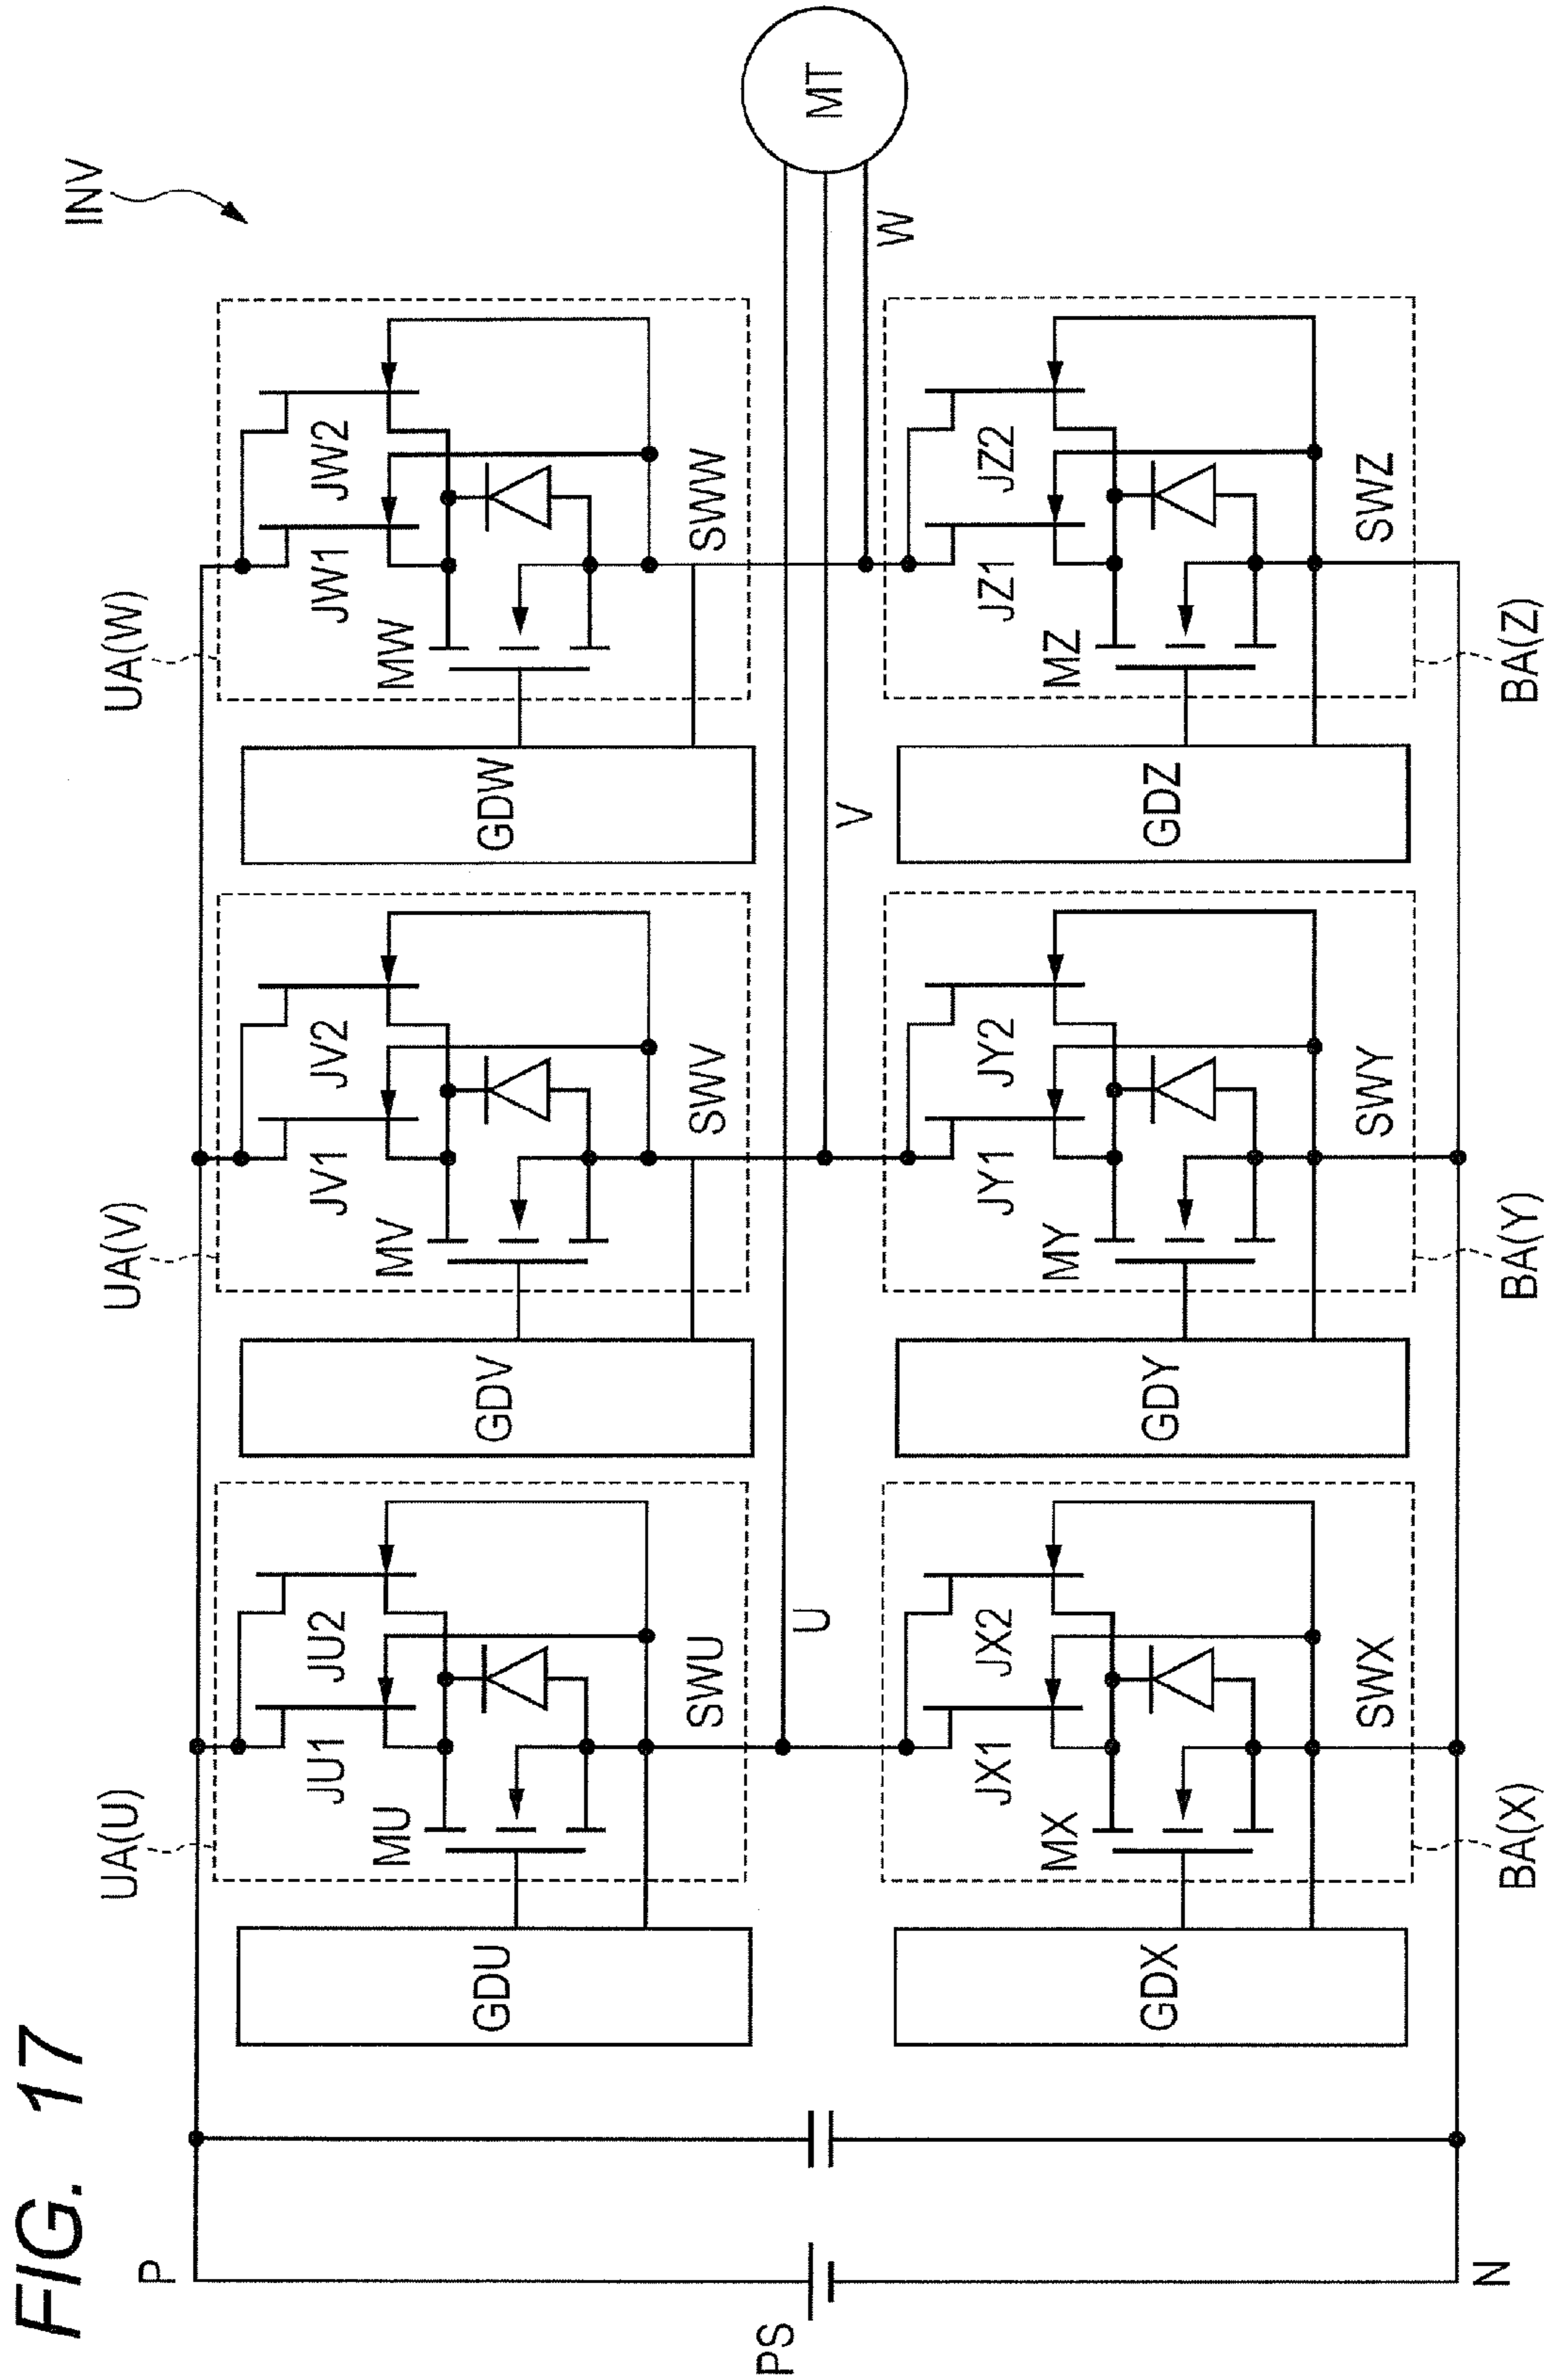 FIG. 17
INV
P
UA(U)
UA(V)
UA(W)
JU1
JU2
JV1
JV2
JW1
JW2
MU
MV
MW
GDU
GDV
GDW
SWU
SWV
SWW
PS
U
V
W
MT
JX1
JX2
JY1
JY2
JZ1
JZ2
MX
MY
MZ
GDX
GDY
GDZ
SWX
SWY
SWZ
N
BA(X)
BA(Y)
BA(Z)